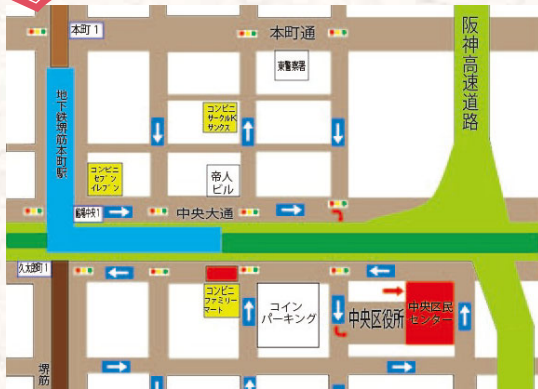 本町1
本町通
阪神高速道路
東警察署
地下鉄堺筋本町駅
コンビニ
サークルK
サンクス
コンビニ
セブン
イレブン
帝人
ビル
船場中央1
中央大通
久太郎町1
コンビニ
ファミリー
マート
コイン
パーキング
中央区役所
中央区民
センター
堺筋